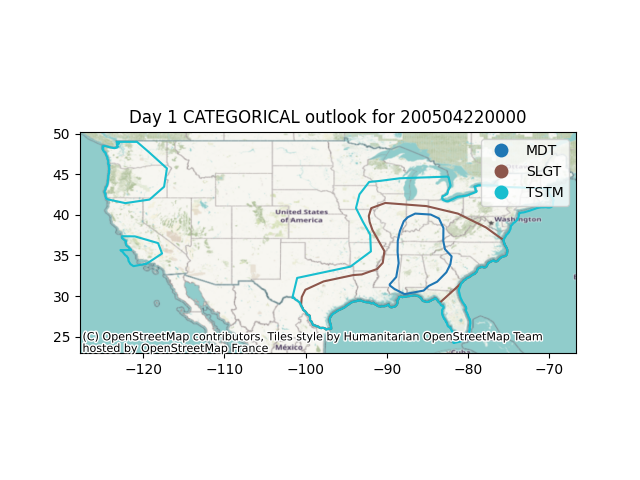 Day 1 CATEGORICAL outlook for 200504220000
50
45
40
35
30
25
MDT
SLGT
TSTM
United States
of America
Washington
(C) OpenStreetMap contributors, Tiles style by Humanitarian OpenStreetMap Team
hosted by OpenStreetMap France
México
−120
−110
−100
−90
−80
−70